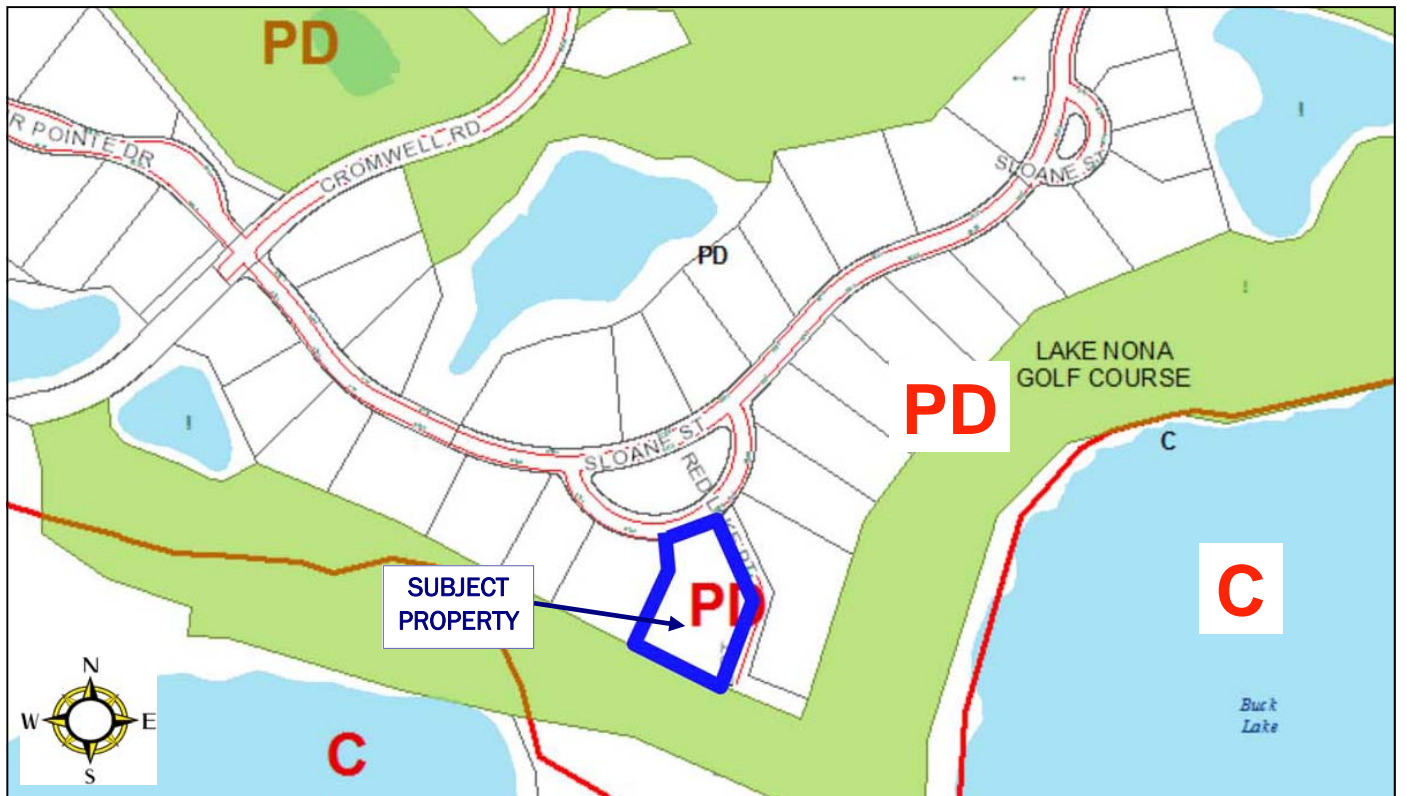 PD
R POINTE DR
CROMWELL RD
SLOANE ST
PD
LAKE NONA
GOLF COURSE
PD
C
SLOANE ST
RED
SUBJECT
PROPERTY
PD
C
N
W E
S
C
Buck
Lake